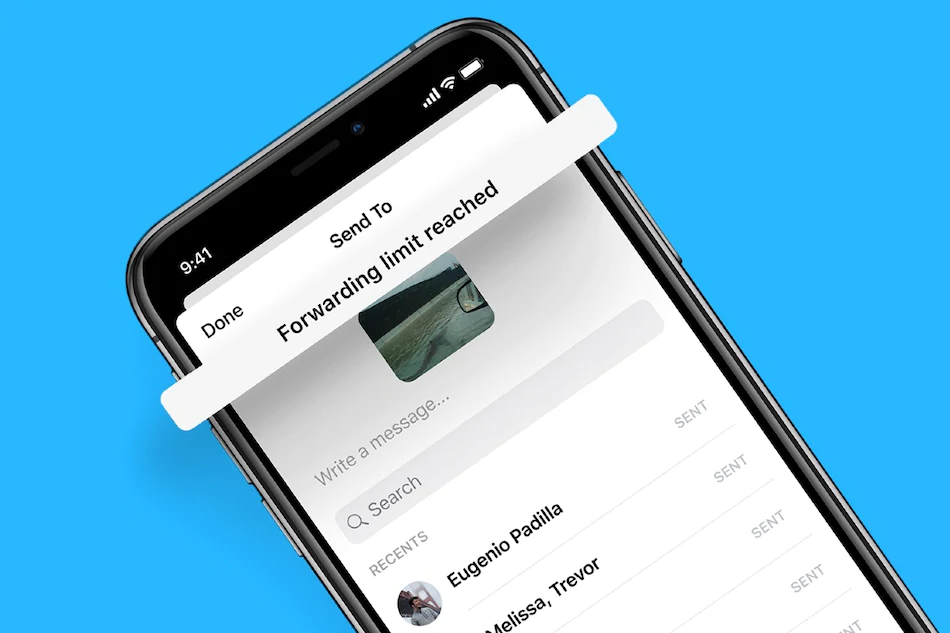 9:41
Send To
Done
Forwarding limit reached
Write a message...
Search
RECENTS
SENT
Eugenio Padilla
SENT
Melissa, Trevor
SENT
SENT